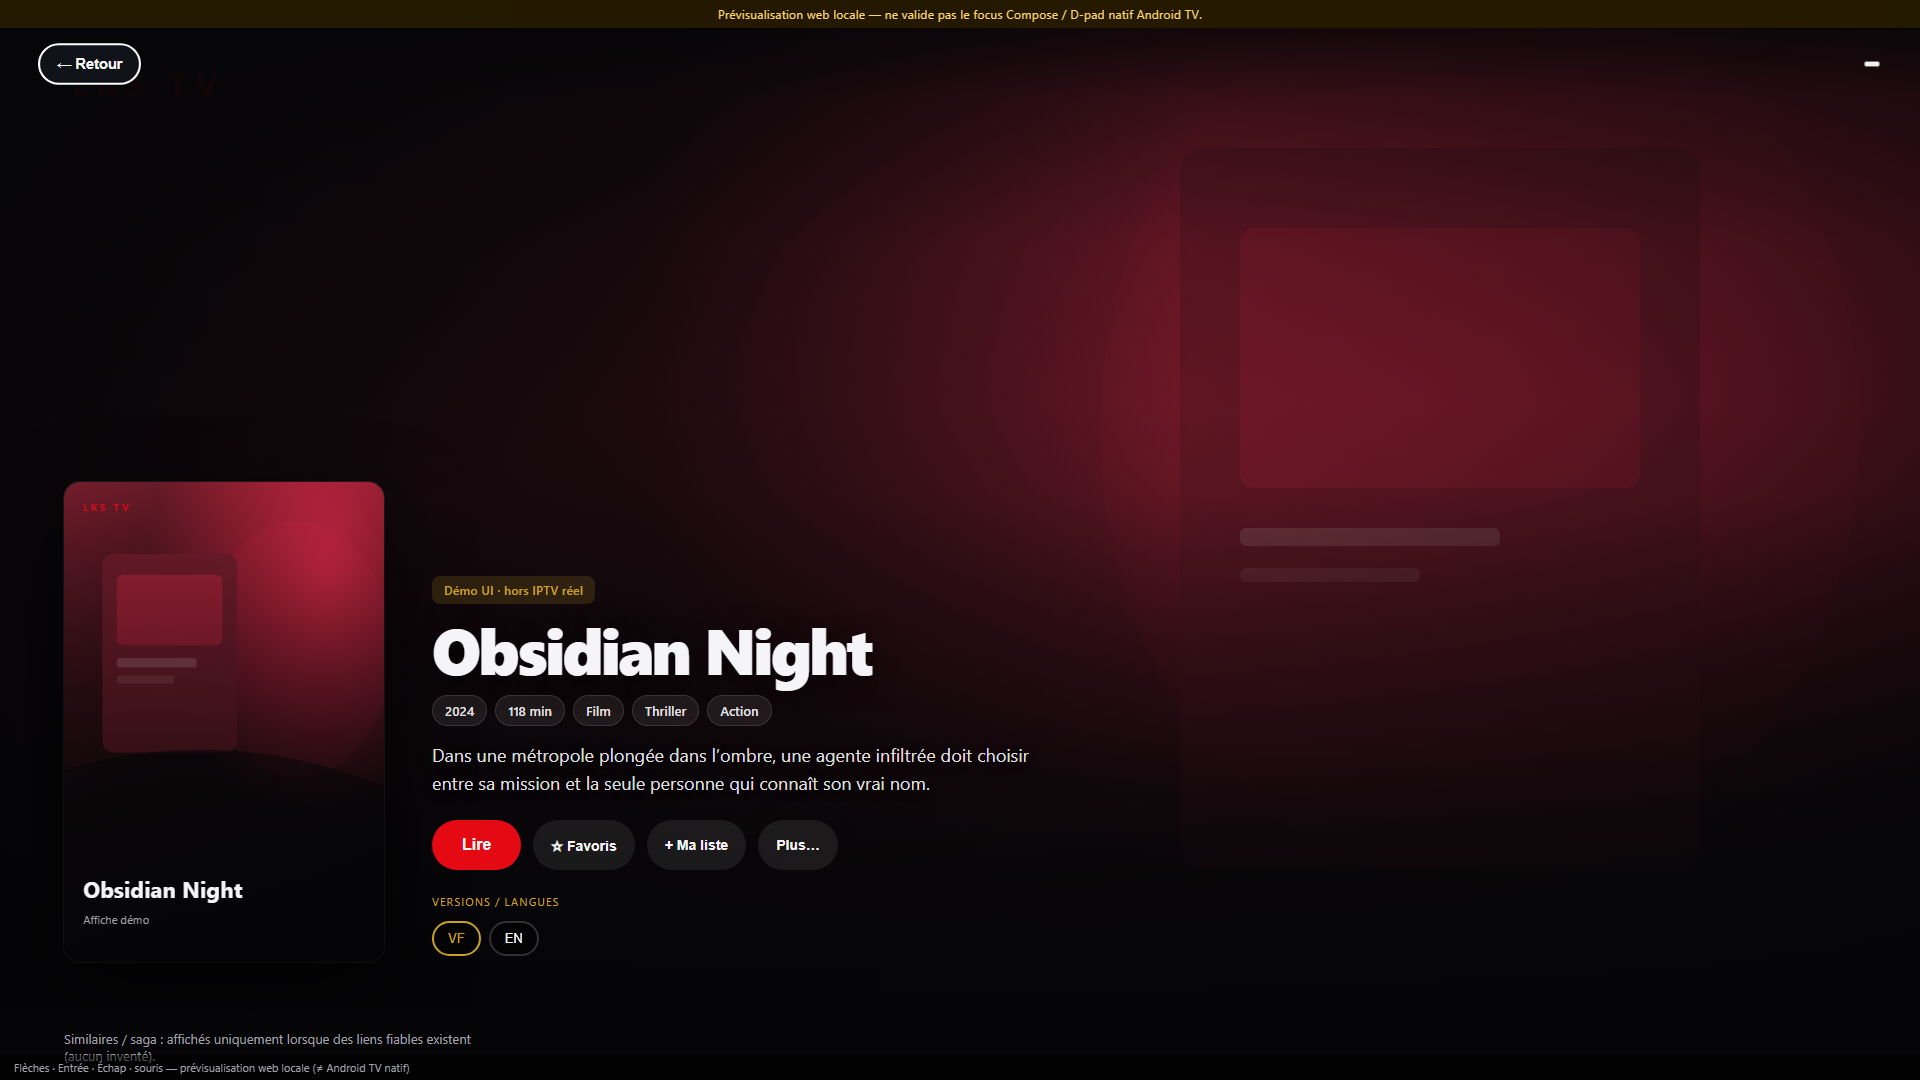 Prévisualisation web locale — ne valide pas le focus Compose / D-pad natif Android TV.
← Retour
TV
LKS TV
Obsidian Night
Affiche démo
Démo UI · hors IPTV réel
Obsidian Night
2024 118 min Film Thriller Action
Dans une métropole plongée dans l’ombre, une agente infiltrée doit choisir
entre sa mission et la seule personne qui connaît son vrai nom.
Lire ☆ Favoris + Ma liste Plus…
VERSIONS / LANGUES
VF EN
Similaires / saga : affichés uniquement lorsque des liens fiables existent
(aucun inventé).
Flèches · Entrée · Échap · souris — prévisualisation web locale (≠ Android TV natif)